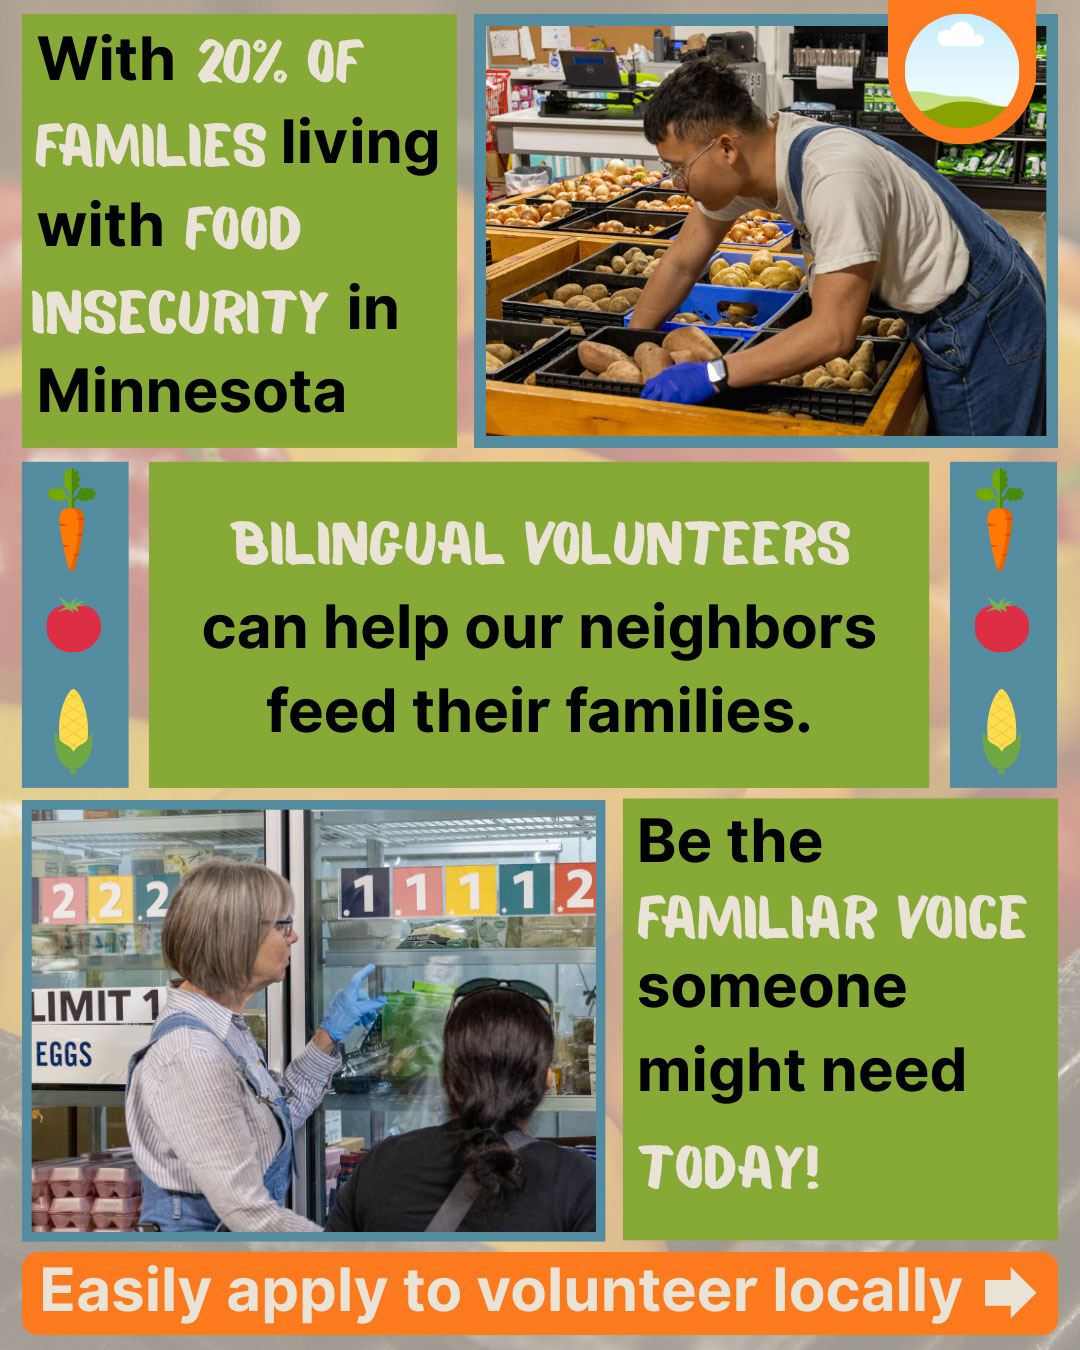 With 20% OF
FAMILIES living
with FOOD
INSECURITY in
Minnesota
BILINGUAL VOLUNTEERS
can help our neighbors
feed their families.
.2 2 2
.1 1 1 1 2
LIMIT 1
EGGS
Be the
FAMILIAR VOICE
someone
might need
TODAY!
Easily apply to volunteer locally